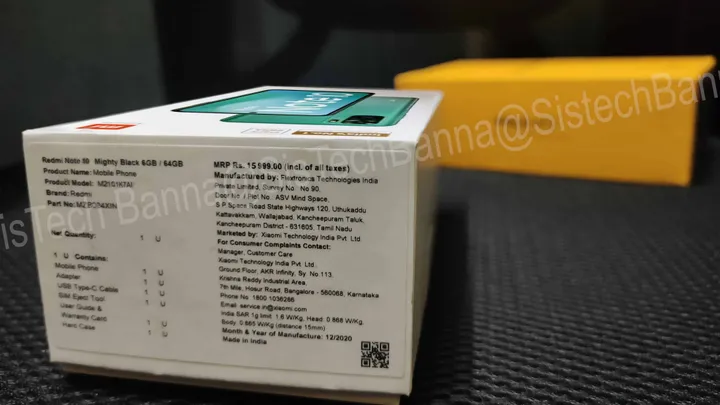 Redmi Note 10 Mighty Black 6GB / 64GB
Product Name: Mobile Phone
Product Model:
Brand: Redmi
P/N:
Net Quantity: 1 U
1 U Contains:
Mobile Phone 1 U
Adapter 1 U
USB Type-C Cable 1 U
SIM Eject Tool 1 U
User Guide &
Warranty Card 1 U
Hard Case 1 U
MRP Rs. 15 999.00 (incl. of all taxes)
Manufactured by: Flextronics Technologies India
Private Limited, Sunny No. No 90,
Door No / Plot No. ASV Mind Space,
S P Space Road State Highways 120, Uthukaddu
Kattavakkam, Wallajabad, Kancheepuram Taluk,
Kancheepuram District - 631605, Tamil Nadu
Marketed by: Xiaomi Technology India Pvt Ltd
For Consumer Complaints Contact:
Manager, Customer Care
Xiaomi Technology India Pvt. Ltd.
Ground Floor, AKR Infinity, Sy No.113,
Krishna Reddy Industrial Area,
7th Mile, Hosur Road, Bangalore - 560068, Karnataka
Phone No 1800 1036286
Email- service.in@xiaomi.com
India SAR 1g limit: 1.6 W/Kg, Head: 0.868 W/Kg,
Body: 0.665 W/Kg (distance 15mm)
Month & Year of Manufacture: 12/2020
Made in India
SisTech Banna@SisTechBanna@SistechBanna